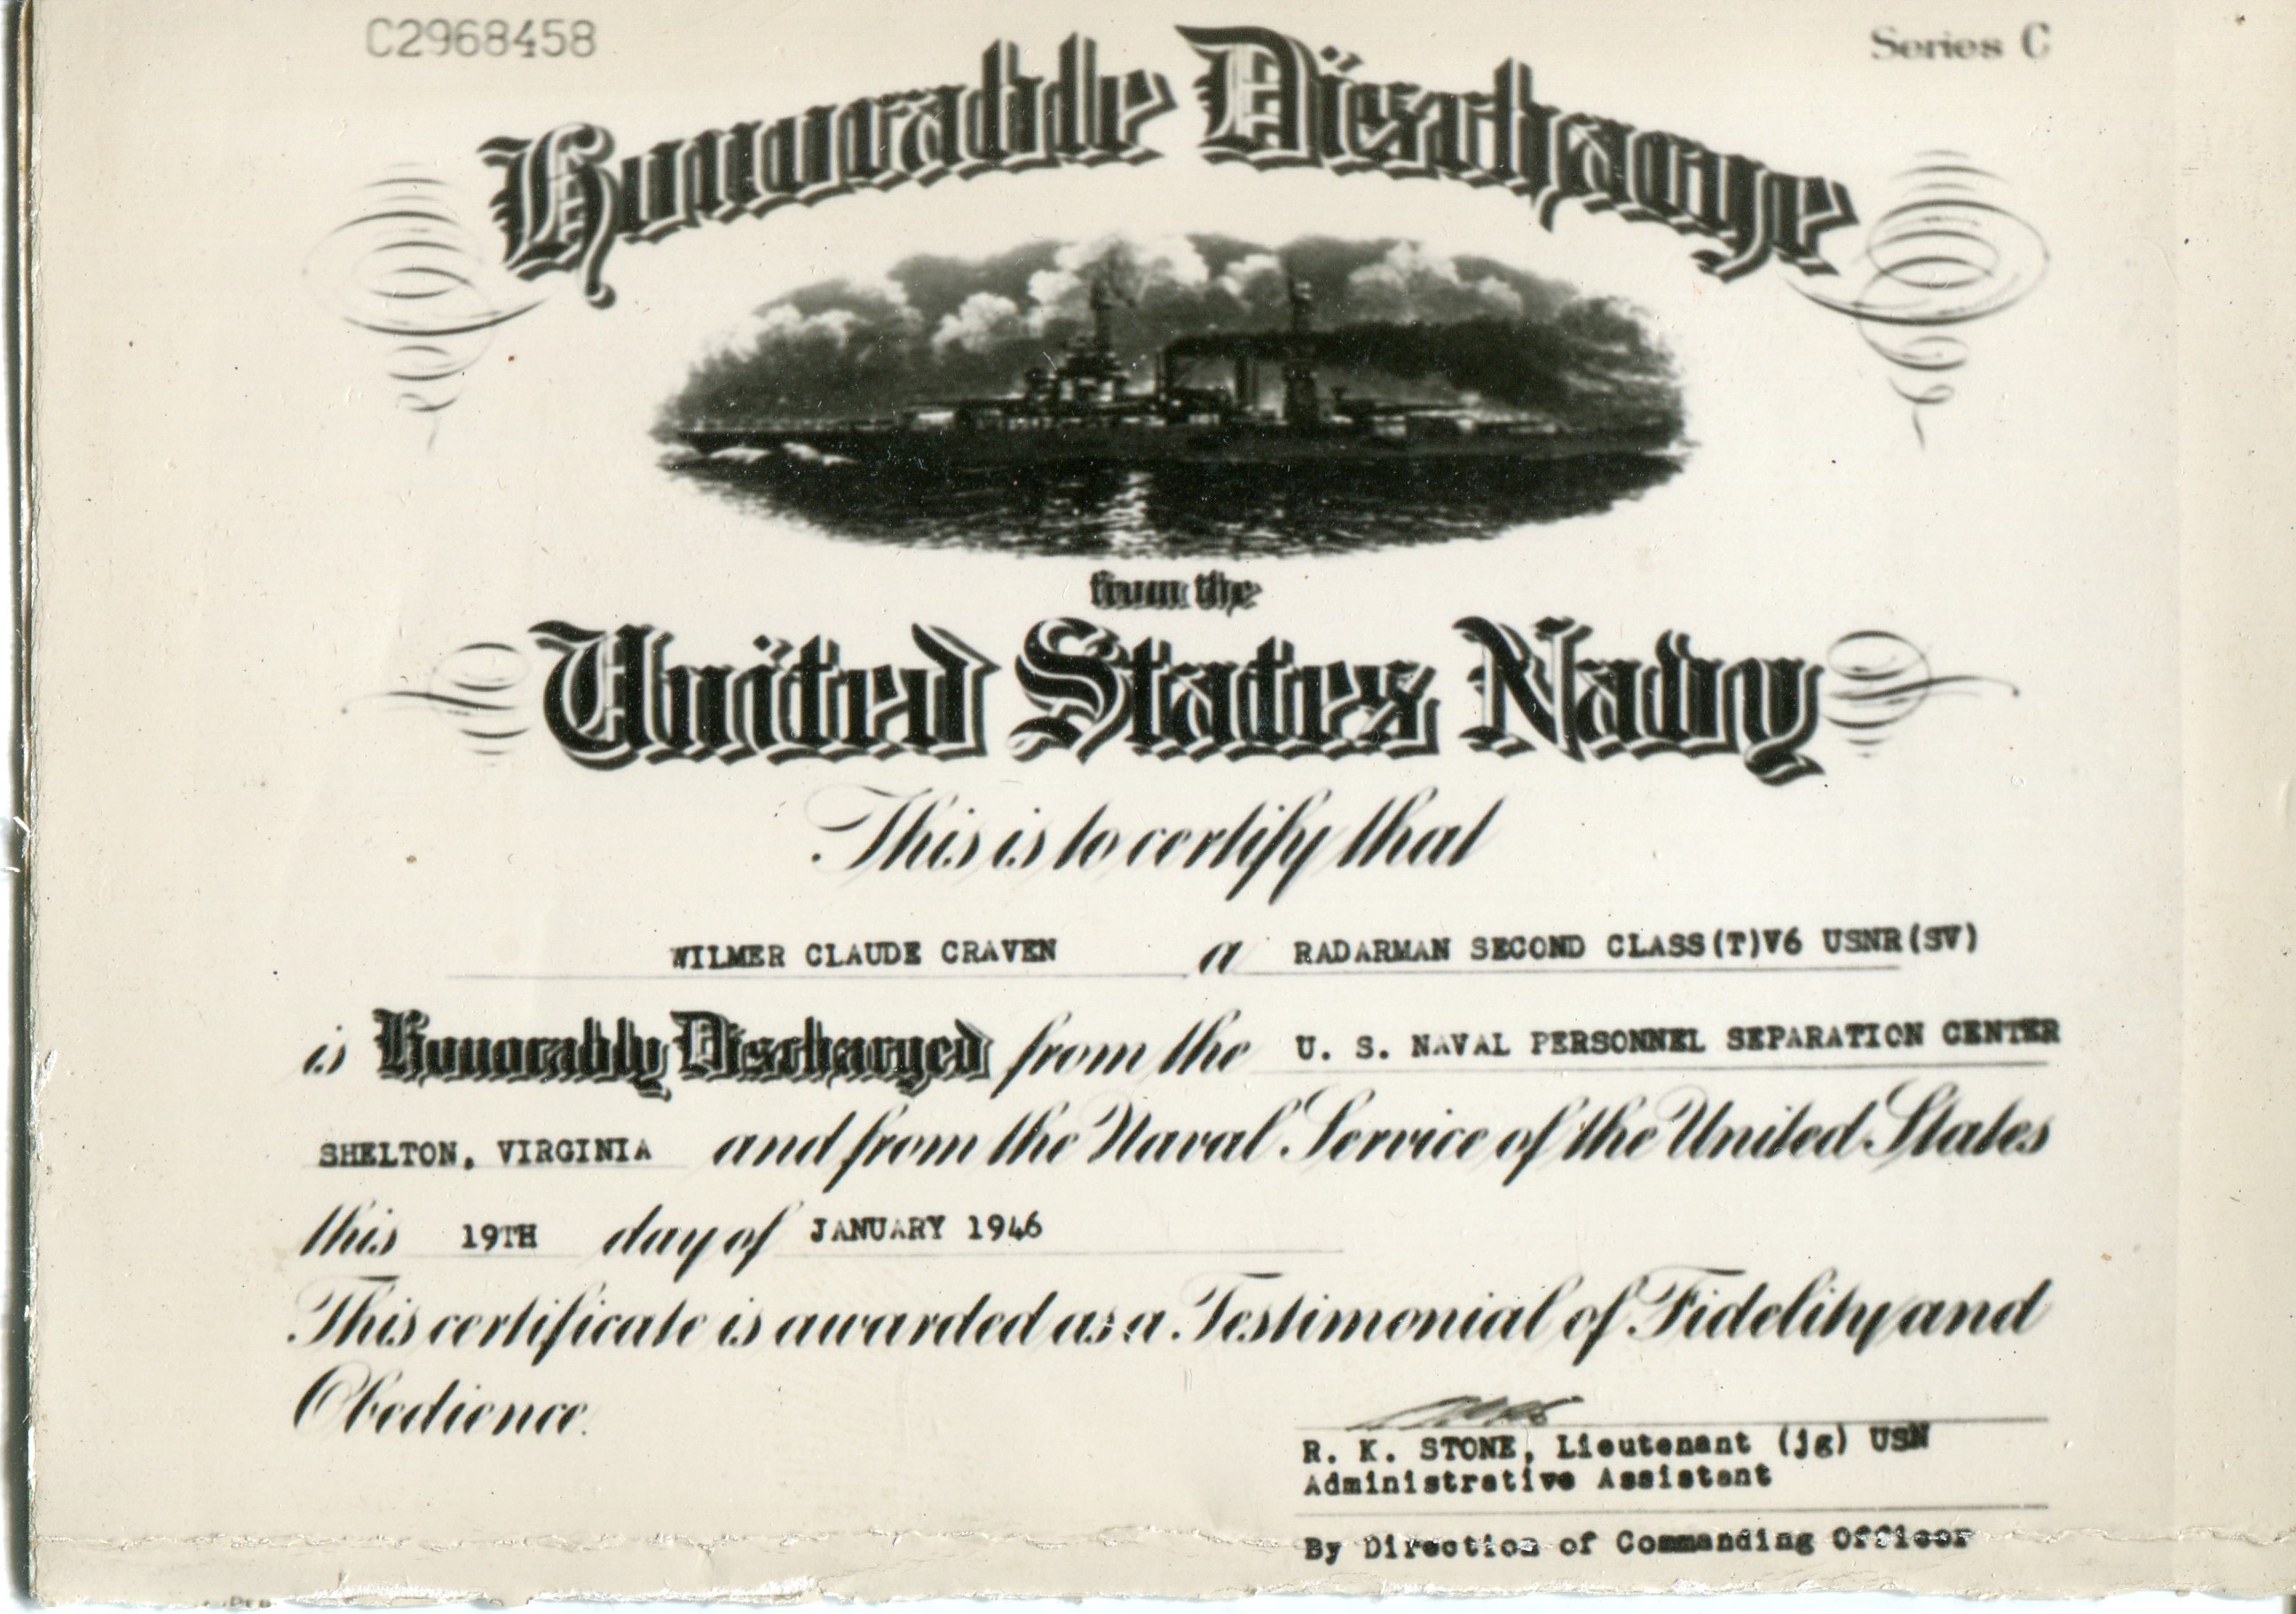 C2968458
Series C
Honorable Discharge
from the
United States Navy
This is to certify that
WILMER CLAUDE CRAVEN a RADARMAN SECOND CLASS(T)V6 USNR(SV)
is Honorably Discharged from the U. S. NAVAL PERSONNEL SEPARATION CENTER
SHELTON, VIRGINIA and from the Naval Service of the United States
this 19TH day of JANUARY 1946
This certificate is awarded as a Testimonial of Fidelity and
Obedience.
R. K. STONE, Lieutenant (jg) USN
Administrative Assistant
By Direction of Commanding Officer